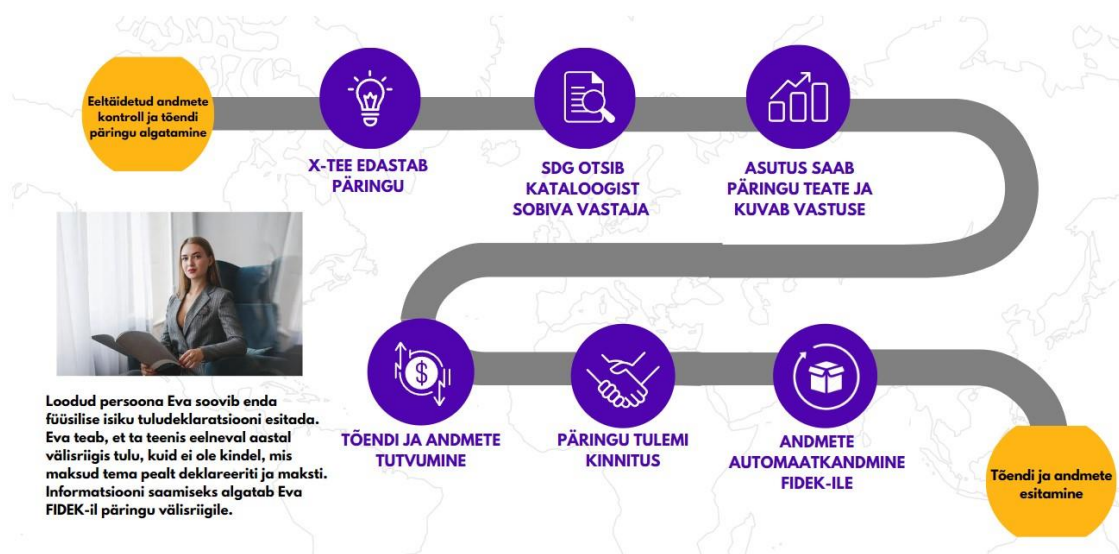 Eeltäidetud andmete
kontroll ja tõendi
päringu algatamine
X-TEE EDASTAB
PÄRINGU
SDG OTSIB
KATALOOGIST
SOBIVA VASTAJA
ASUTUS SAAB
PÄRINGU TEATE JA
KUVAB VASTUSE
Loodud persoona Eva soovib enda
füüsilise isiku tuludeklaratsiooni esitada.
Eva teab, et ta teenis eelneval aastal
välisriigis tulu, kuid ei ole kindel, mis
maksud tema pealt deklareeriti ja maksti.
Informatsiooni saamiseks algatab Eva
FIDEK-il päringu välisriigile.
$
TÕENDI JA ANDMETE
TUTVUMINE
PÄRINGU TULEMI
KINNITUS
ANDMETE
AUTOMAATKANDMINE
FIDEK-ILE
Tõendi ja andmete
esitamine